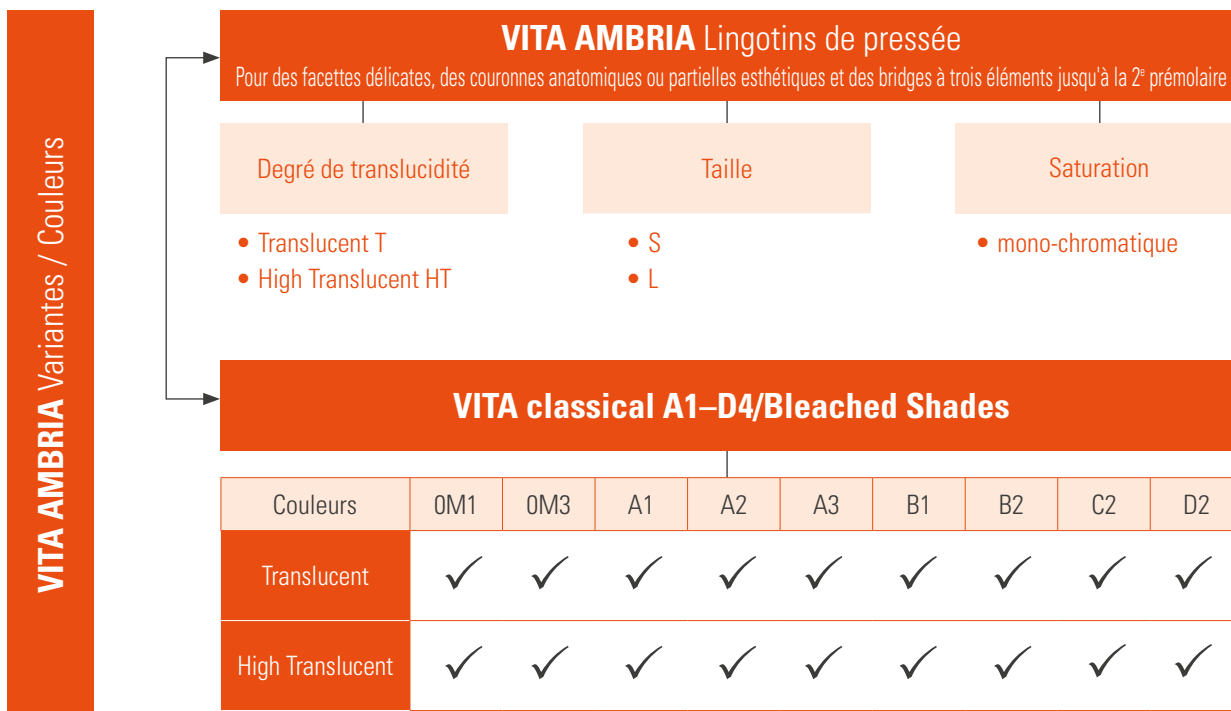 VITA AMBRIA Variantes / Couleurs
VITA AMBRIA Lingotins de pressée
Pour des facettes délicates, des couronnes anatomiques ou partielles esthétiques et des bridges à trois éléments jusqu'à la 2e prémolaire
Degré de translucidité Taille Saturation
• Translucent T • S • mono-chromatique
• High Translucent HT • L
VITA classical A1–D4/Bleached Shades
Couleurs 0M1 0M3 A1 A2 A3 B1 B2 C2 D2
Translucent ✓ ✓ ✓ ✓ ✓ ✓ ✓ ✓ ✓
High Translucent ✓ ✓ ✓ ✓ ✓ ✓ ✓ ✓ ✓